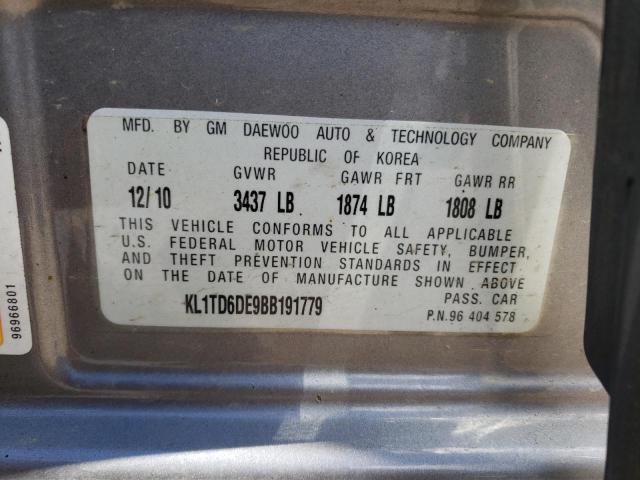 MFD. BY GM DAEWOO AUTO & TECHNOLOGY COMPANY
REPUBLIC OF KOREA
DATE GVWR GAWR FRT GAWR RR
12/10 3437 LB 1874 LB 1808 LB
THIS VEHICLE CONFORMS TO ALL APPLICABLE
U.S. FEDERAL MOTOR VEHICLE SAFETY, BUMPER,
AND THEFT PREVENTION STANDARDS IN EFFECT
ON THE DATE OF MANUFACTURE SHOWN ABOVE
KL1TD6DE9BB191779 PASS. CAR
P.N. 96 404 578
96966801